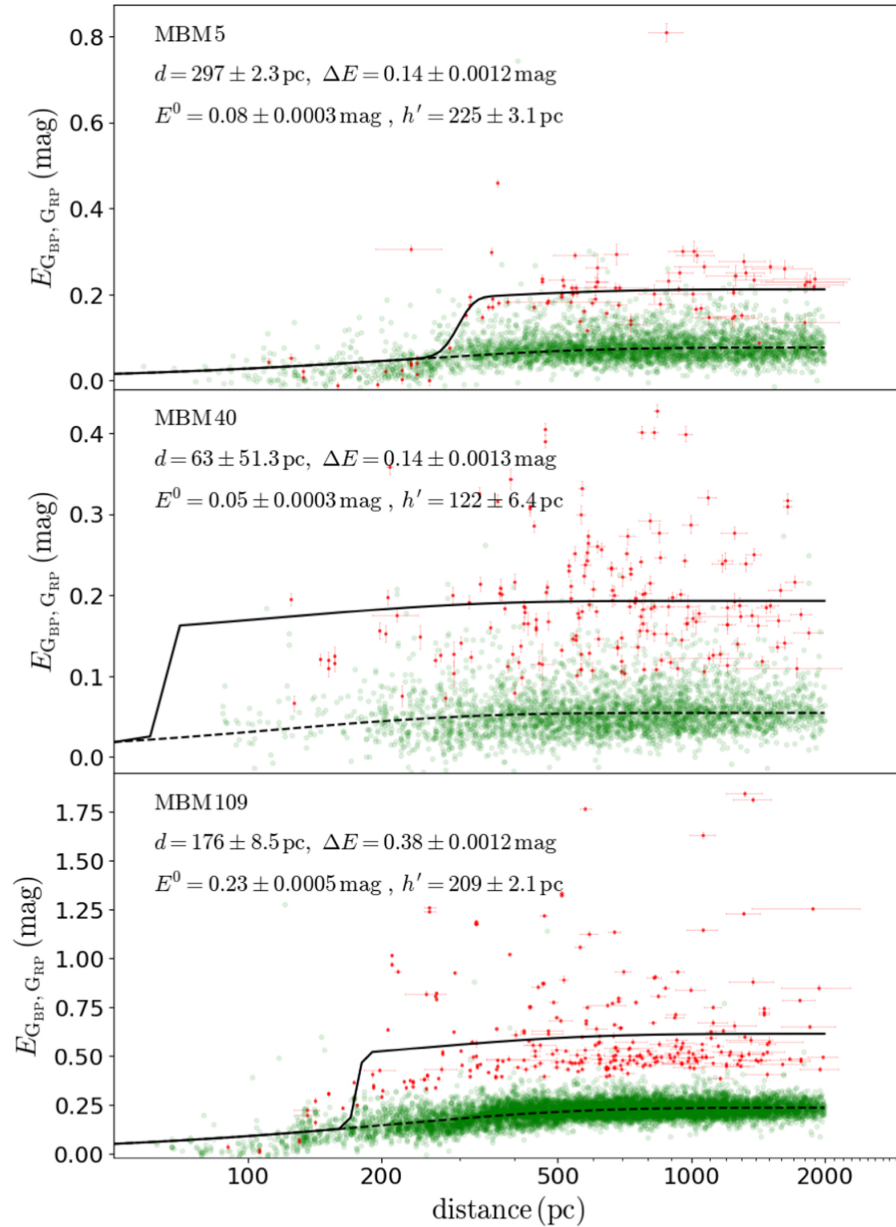 MBM 5
d = 297 ± 2.3 pc, ΔE = 0.14 ± 0.0012 mag
E⁰ = 0.08 ± 0.0003 mag , h′ = 225 ± 3.1 pc
E_{G_BP, G_RP} (mag)
0.8
0.6
0.4
0.2
0.0
MBM 40
d = 63 ± 51.3 pc, ΔE = 0.14 ± 0.0013 mag
E⁰ = 0.05 ± 0.0003 mag , h′ = 122 ± 6.4 pc
E_{G_BP, G_RP} (mag)
0.4
0.3
0.2
0.1
0.0
MBM 109
d = 176 ± 8.5 pc, ΔE = 0.38 ± 0.0012 mag
E⁰ = 0.23 ± 0.0005 mag , h′ = 209 ± 2.1 pc
E_{G_BP, G_RP} (mag)
1.75
1.50
1.25
1.00
0.75
0.50
0.25
0.00
100 200 500 1000 2000
distance (pc)